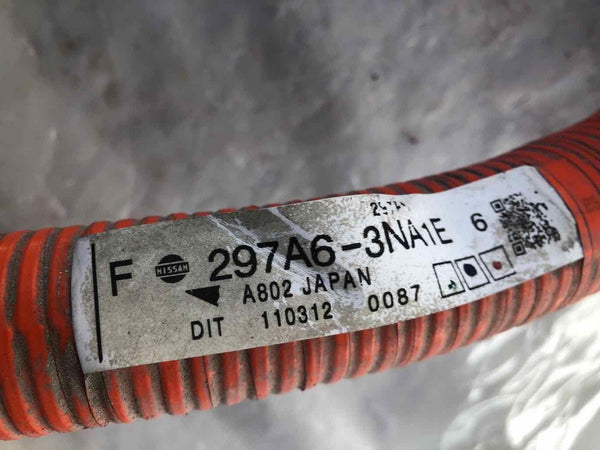 F NISSAN 297A6-3NA1E 6
A802 JAPAN
DIT 110312 0087